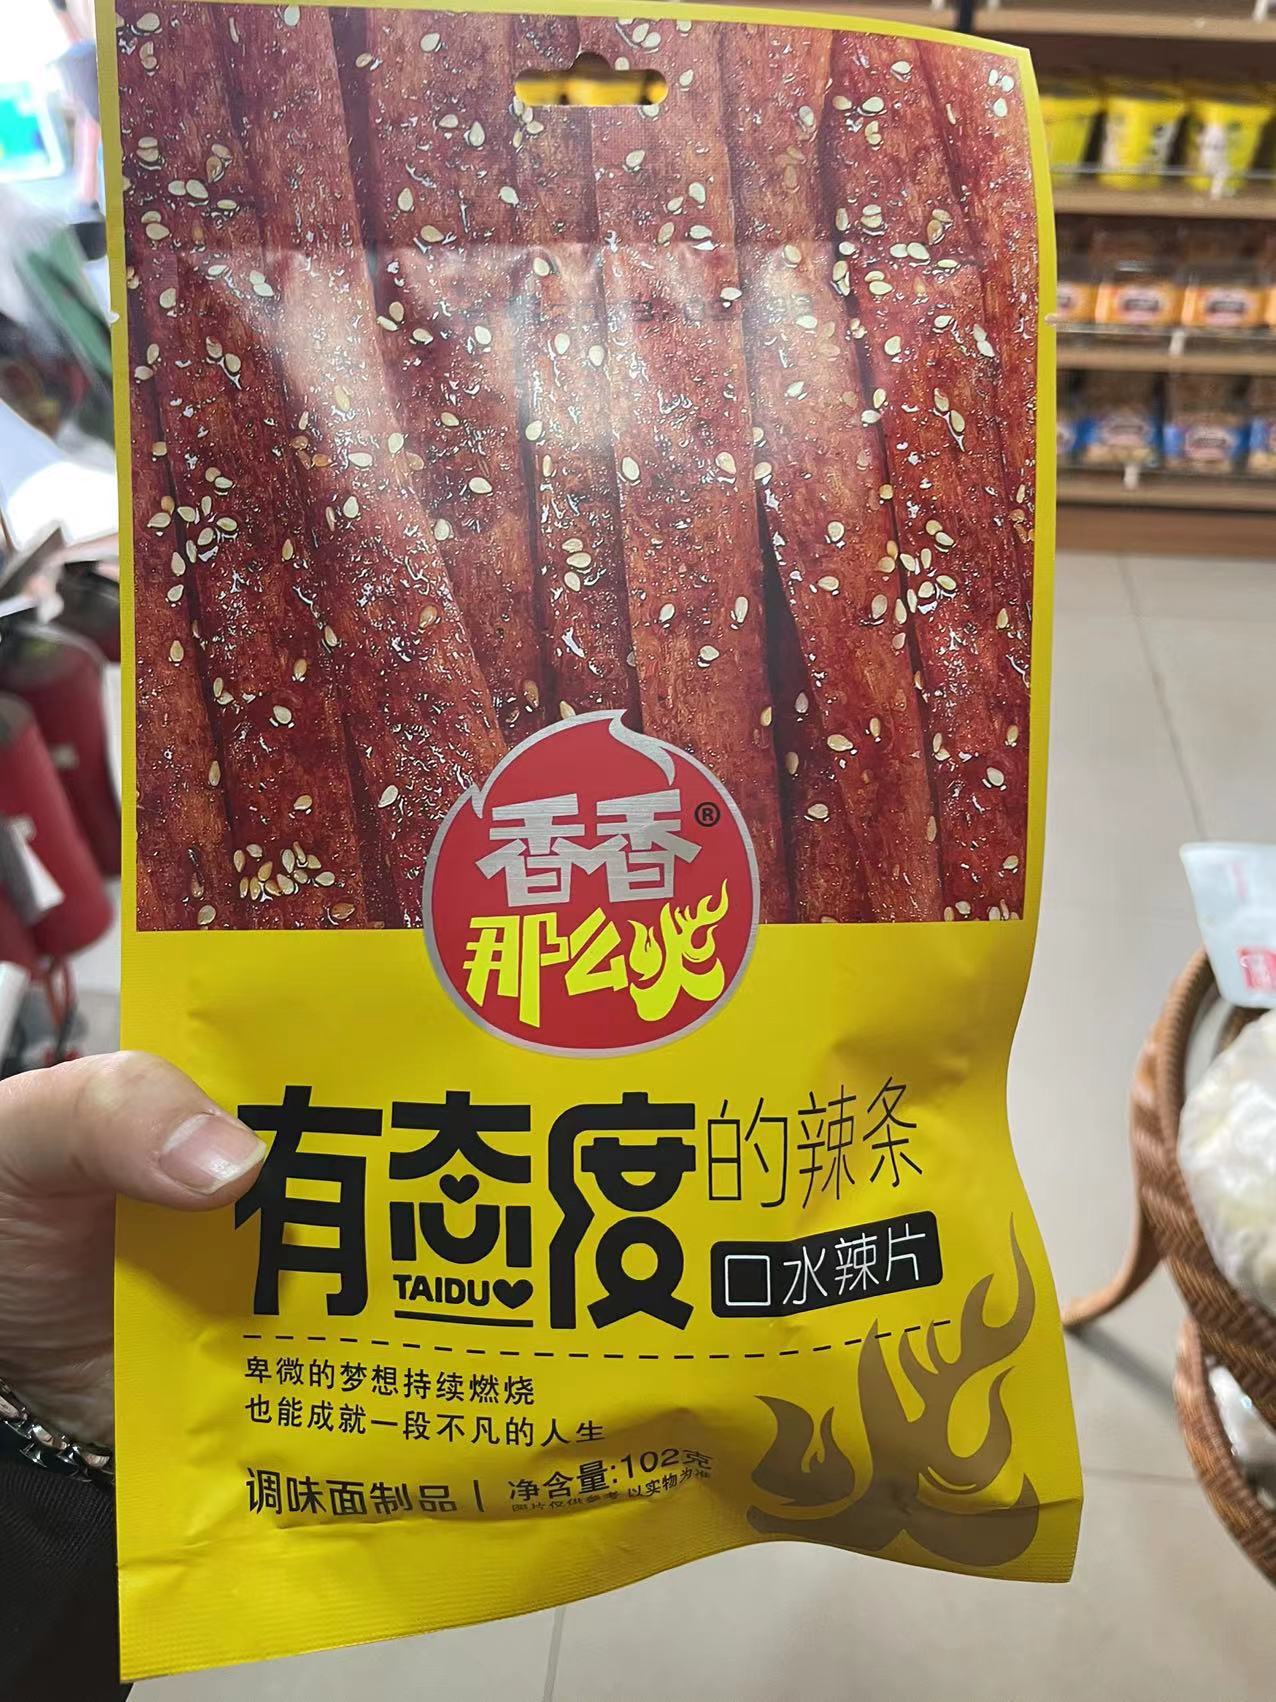 香香®
那么火
有态度的辣条
TAIDU
口水辣片
卑微的梦想持续燃烧
也能成就一段不凡的人生
调味面制品 | 净含量:102克
图片仅供参考 以实物为准